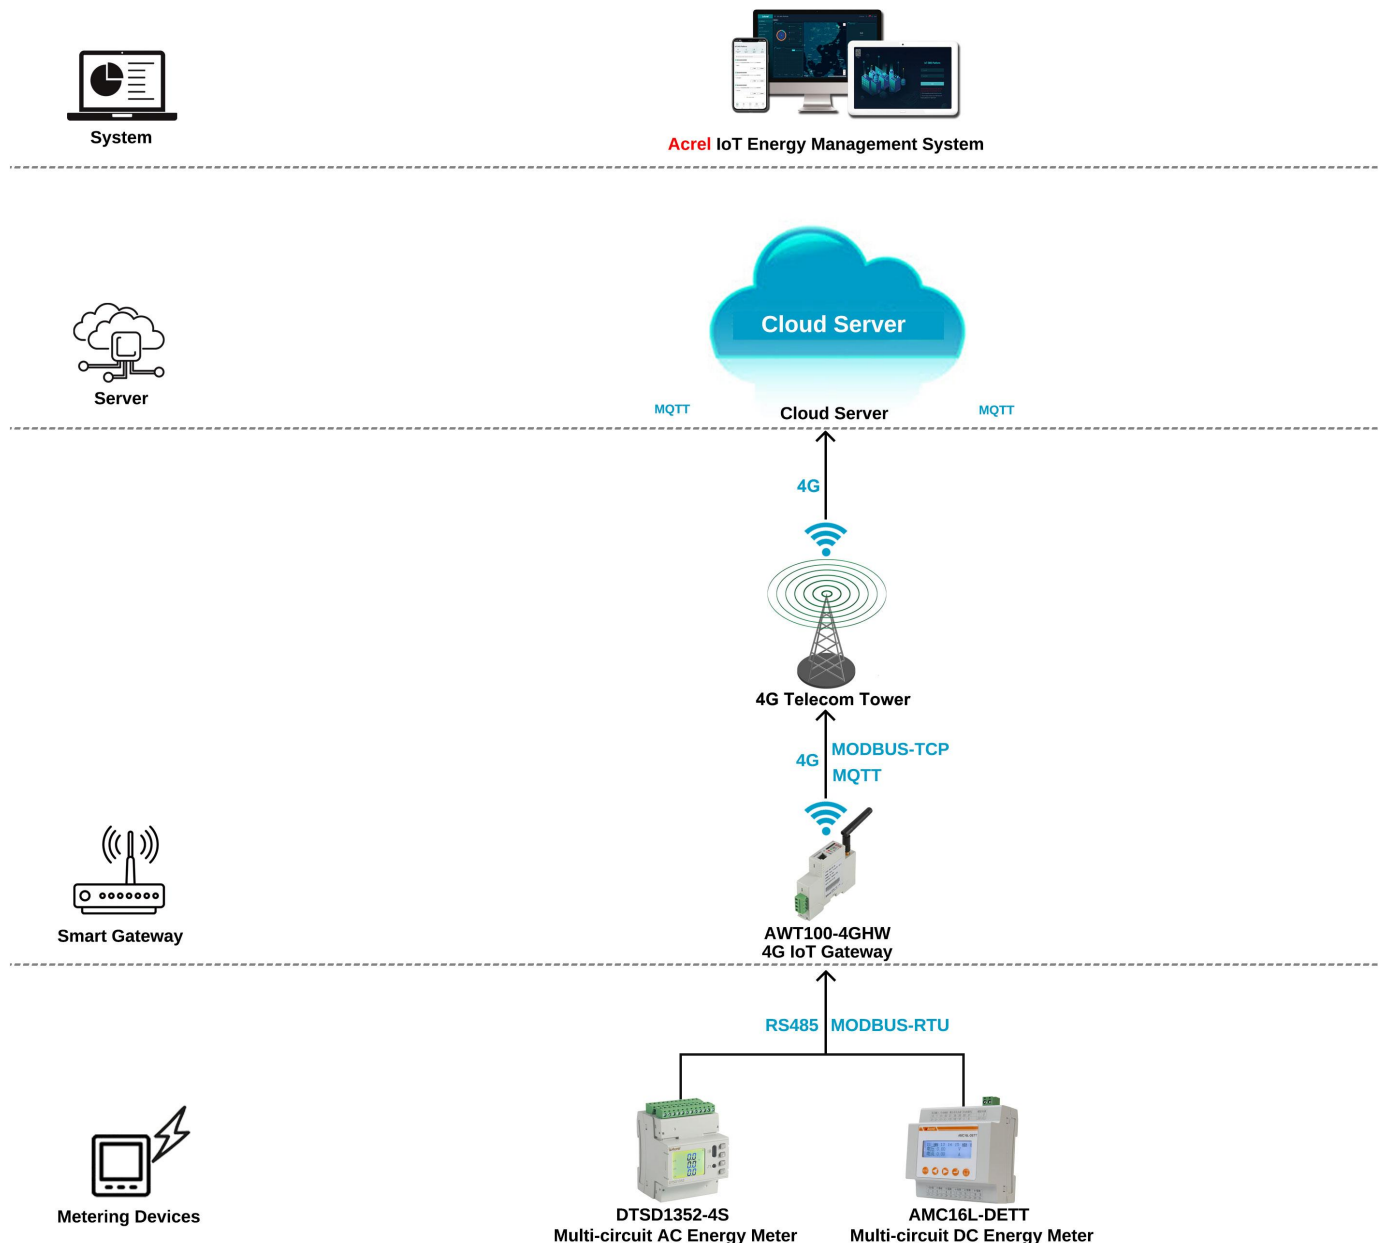 System
Acrel IoT Energy Management System
Cloud Server
Server
MQTT
Cloud Server
MQTT
4G
4G Telecom Tower
4G
MODBUS-TCP
MQTT
Smart Gateway
AWT100-4GHW
4G IoT Gateway
RS485
MODBUS-RTU
Metering Devices
DTSD1352-4S
Multi-circuit AC Energy Meter
AMC16L-DETT
Multi-circuit DC Energy Meter